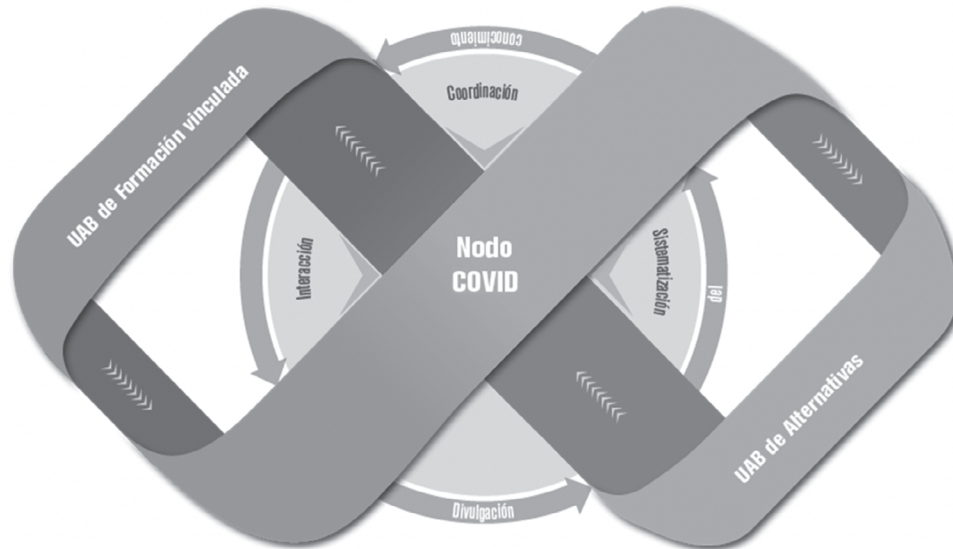 conocimiento
Coordinación
UAB de Formación vinculada
Interacción
Nodo
COVID
Sistematización
del
UAB de Alternativas
Divulgación